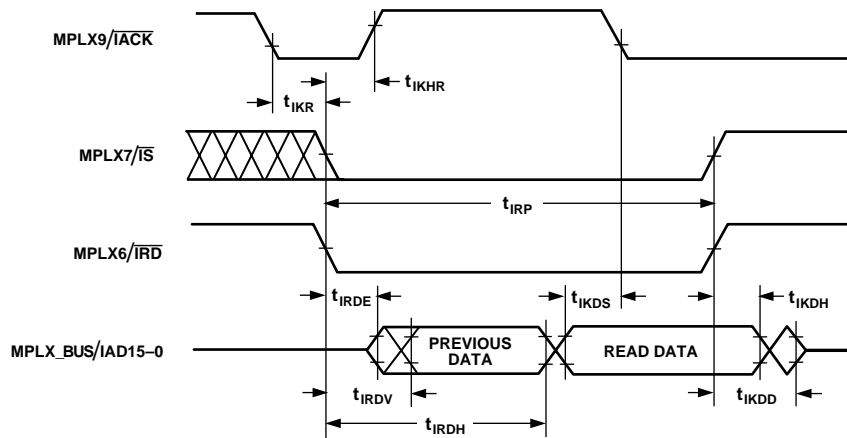 MPLX9/IACK
tIKHR
tIKR
MPLX7/IS
tIRP
MPLX6/IRD
tIRDE
tIKDS
tIKDH
MPLX_BUS/IAD15–0
PREVIOUS
DATA
READ DATA
tIRDV
tIKDD
tIRDH